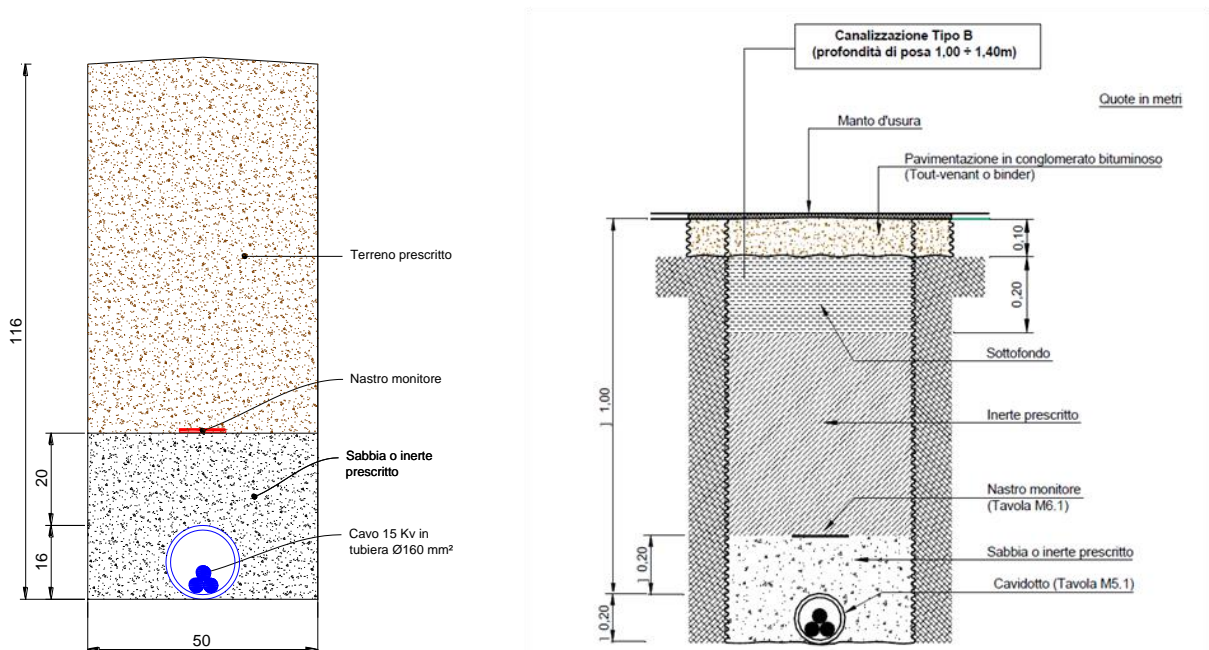 116
20
16
50
Terreno prescritto
Nastro monitore
Sabbia o inerte
prescritto
Cavo 15 Kv in
tubiera Ø160 mm²
Canalizzazione Tipo B
(profondità di posa 1,00 ÷ 1,40m)
Quote in metri
Manto d'usura
Pavimentazione in conglomerato bituminoso
(Tout-venant o binder)
0,10
0,20
Sottofondo
1,00
Inerte prescritto
Nastro monitore
(Tavola M6.1)
0,20
Sabbia o inerte prescritto
Cavidotto (Tavola M5.1)
0,20